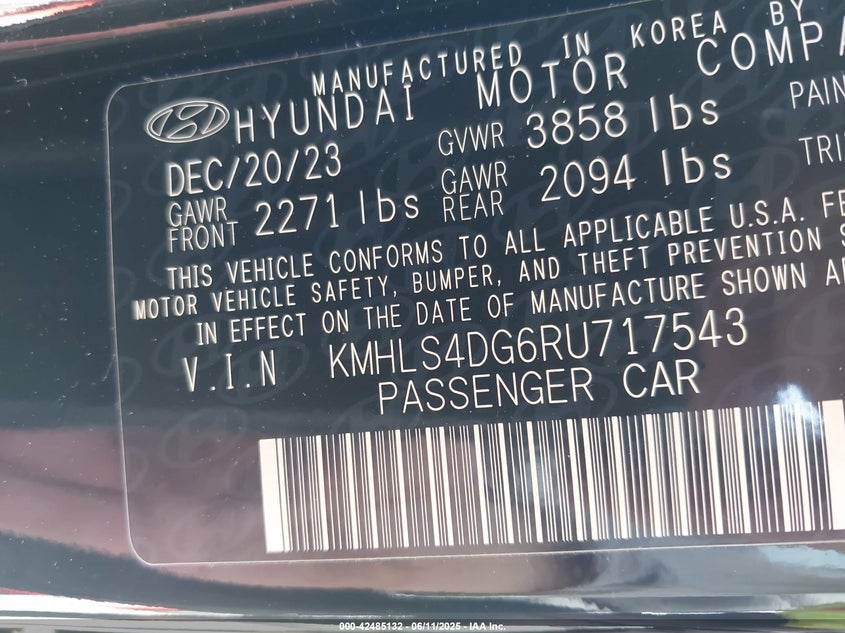 MANUFACTURED IN KOREA BY
HYUNDAI MOTOR COMPA
DEC/20/23 GVWR 3858 lbs PAIN
GAWR FRONT 2271 lbs GAWR REAR 2094 lbs TRI
THIS VEHICLE CONFORMS TO ALL APPLICABLE U.S.A. FE
MOTOR VEHICLE SAFETY, BUMPER, AND THEFT PREVENTION S
IN EFFECT ON THE DATE OF MANUFACTURE SHOWN A
V.I.N KMHLS4DG6RU717543
PASSENGER CAR
000-42485132 - 06/11/2025 - IAA Inc.